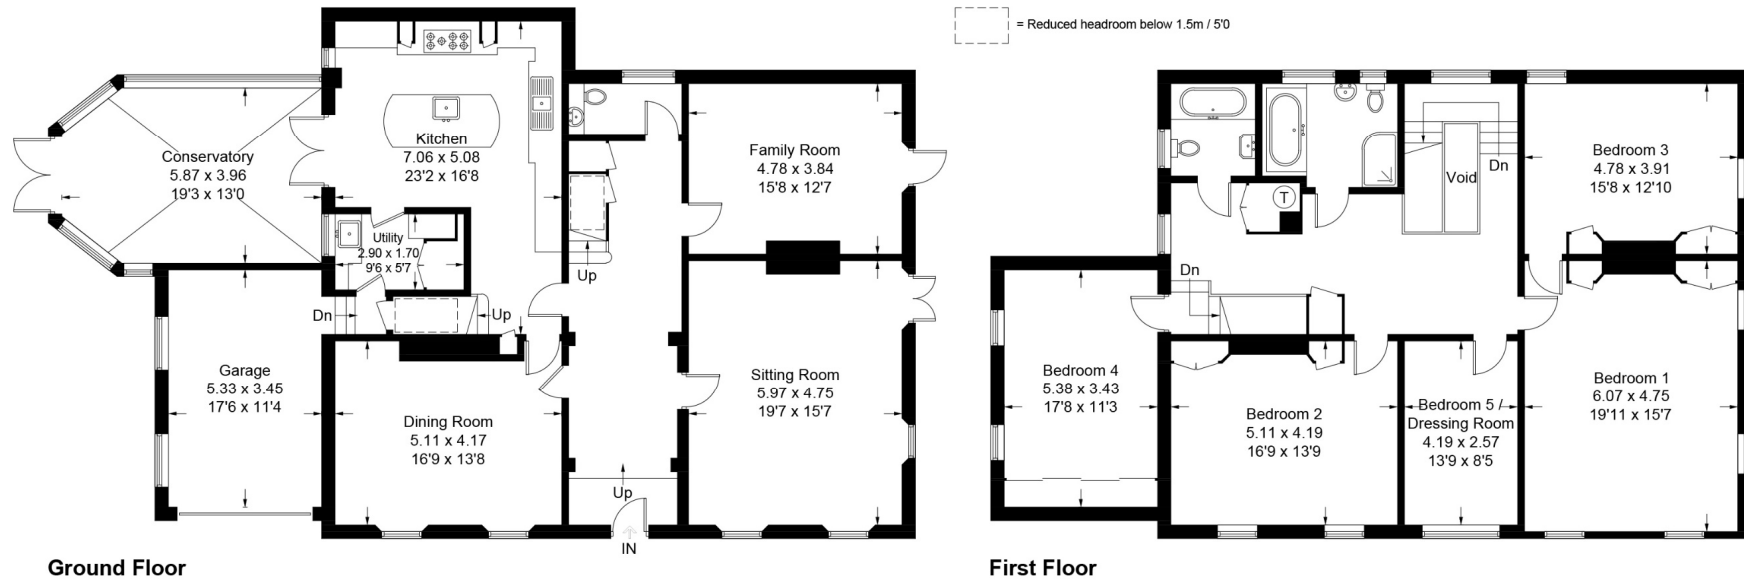 = Reduced headroom below 1.5m / 5'0
Kitchen
7.06 x 5.08
23'2 x 16'8
Conservatory
5.87 x 3.96
19'3 x 13'0
Family Room
4.78 x 3.84
15'8 x 12'7
Utility
2.90 x 1.70
9'6 x 5'7
Up
Dn
Up
Garage
5.33 x 3.45
17'6 x 11'4
Dining Room
5.11 x 4.17
16'9 x 13'8
Sitting Room
5.97 x 4.75
19'7 x 15'7
Up
IN
Ground Floor
Bedroom 3
4.78 x 3.91
15'8 x 12'10
Dn
Void
T
Dn
Bedroom 4
5.38 x 3.43
17'8 x 11'3
Bedroom 2
5.11 x 4.19
16'9 x 13'9
Bedroom 5 /
Dressing Room
4.19 x 2.57
13'9 x 8'5
Bedroom 1
6.07 x 4.75
19'11 x 15'7
First Floor